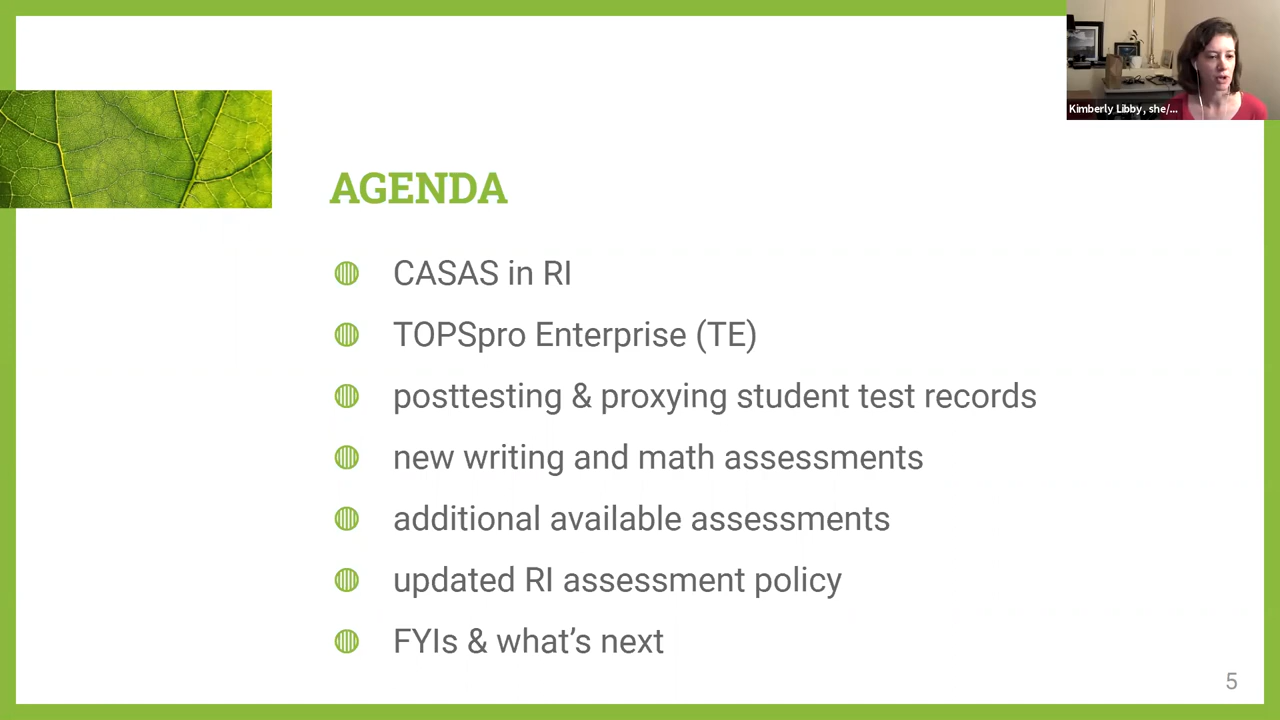 Kimberly Libby, she/...
AGENDA
CASAS in RI
TOPSpro Enterprise (TE)
posttesting & proxying student test records
new writing and math assessments
additional available assessments
updated RI assessment policy
FYIs & what’s next
5